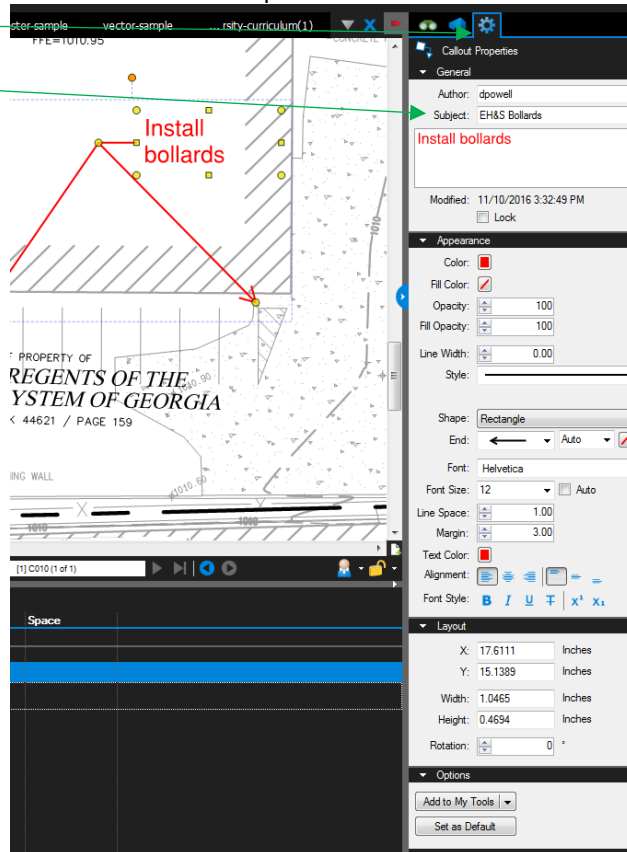 vector-sample
... rsity-curriculum(1)
FFE=1010.95
Install
bollards
1010
PROPERTY OF
REGENTS OF THE
YSTEM OF GEORGIA
44621 / PAGE 159
ING WALL
1010.60
X
1010
1080
[1] C010 (1 of 1)
Space
Callout Properties
General
Author: dpowell
Subject: EH&S Bollards
Install bollards
Modified: 11/10/2016 3:32:49 PM
Lock
Appearance
Color:
Fill Color:
Opacity: 100
Fill Opacity: 100
Line Width: 0.00
Style:
Shape: Rectangle
End: Auto
Font: Helvetica
Font Size: 12 Auto
Line Space: 1.00
Margin: 3.00
Text Color:
Alignment:
Font Style: B I U T x¹ x₁
Layout
X: 17.6111 Inches
Y: 15.1389 Inches
Width: 1.0465 Inches
Height: 0.4694 Inches
Rotation: 0 °
Options
Add to My Tools
Set as Default